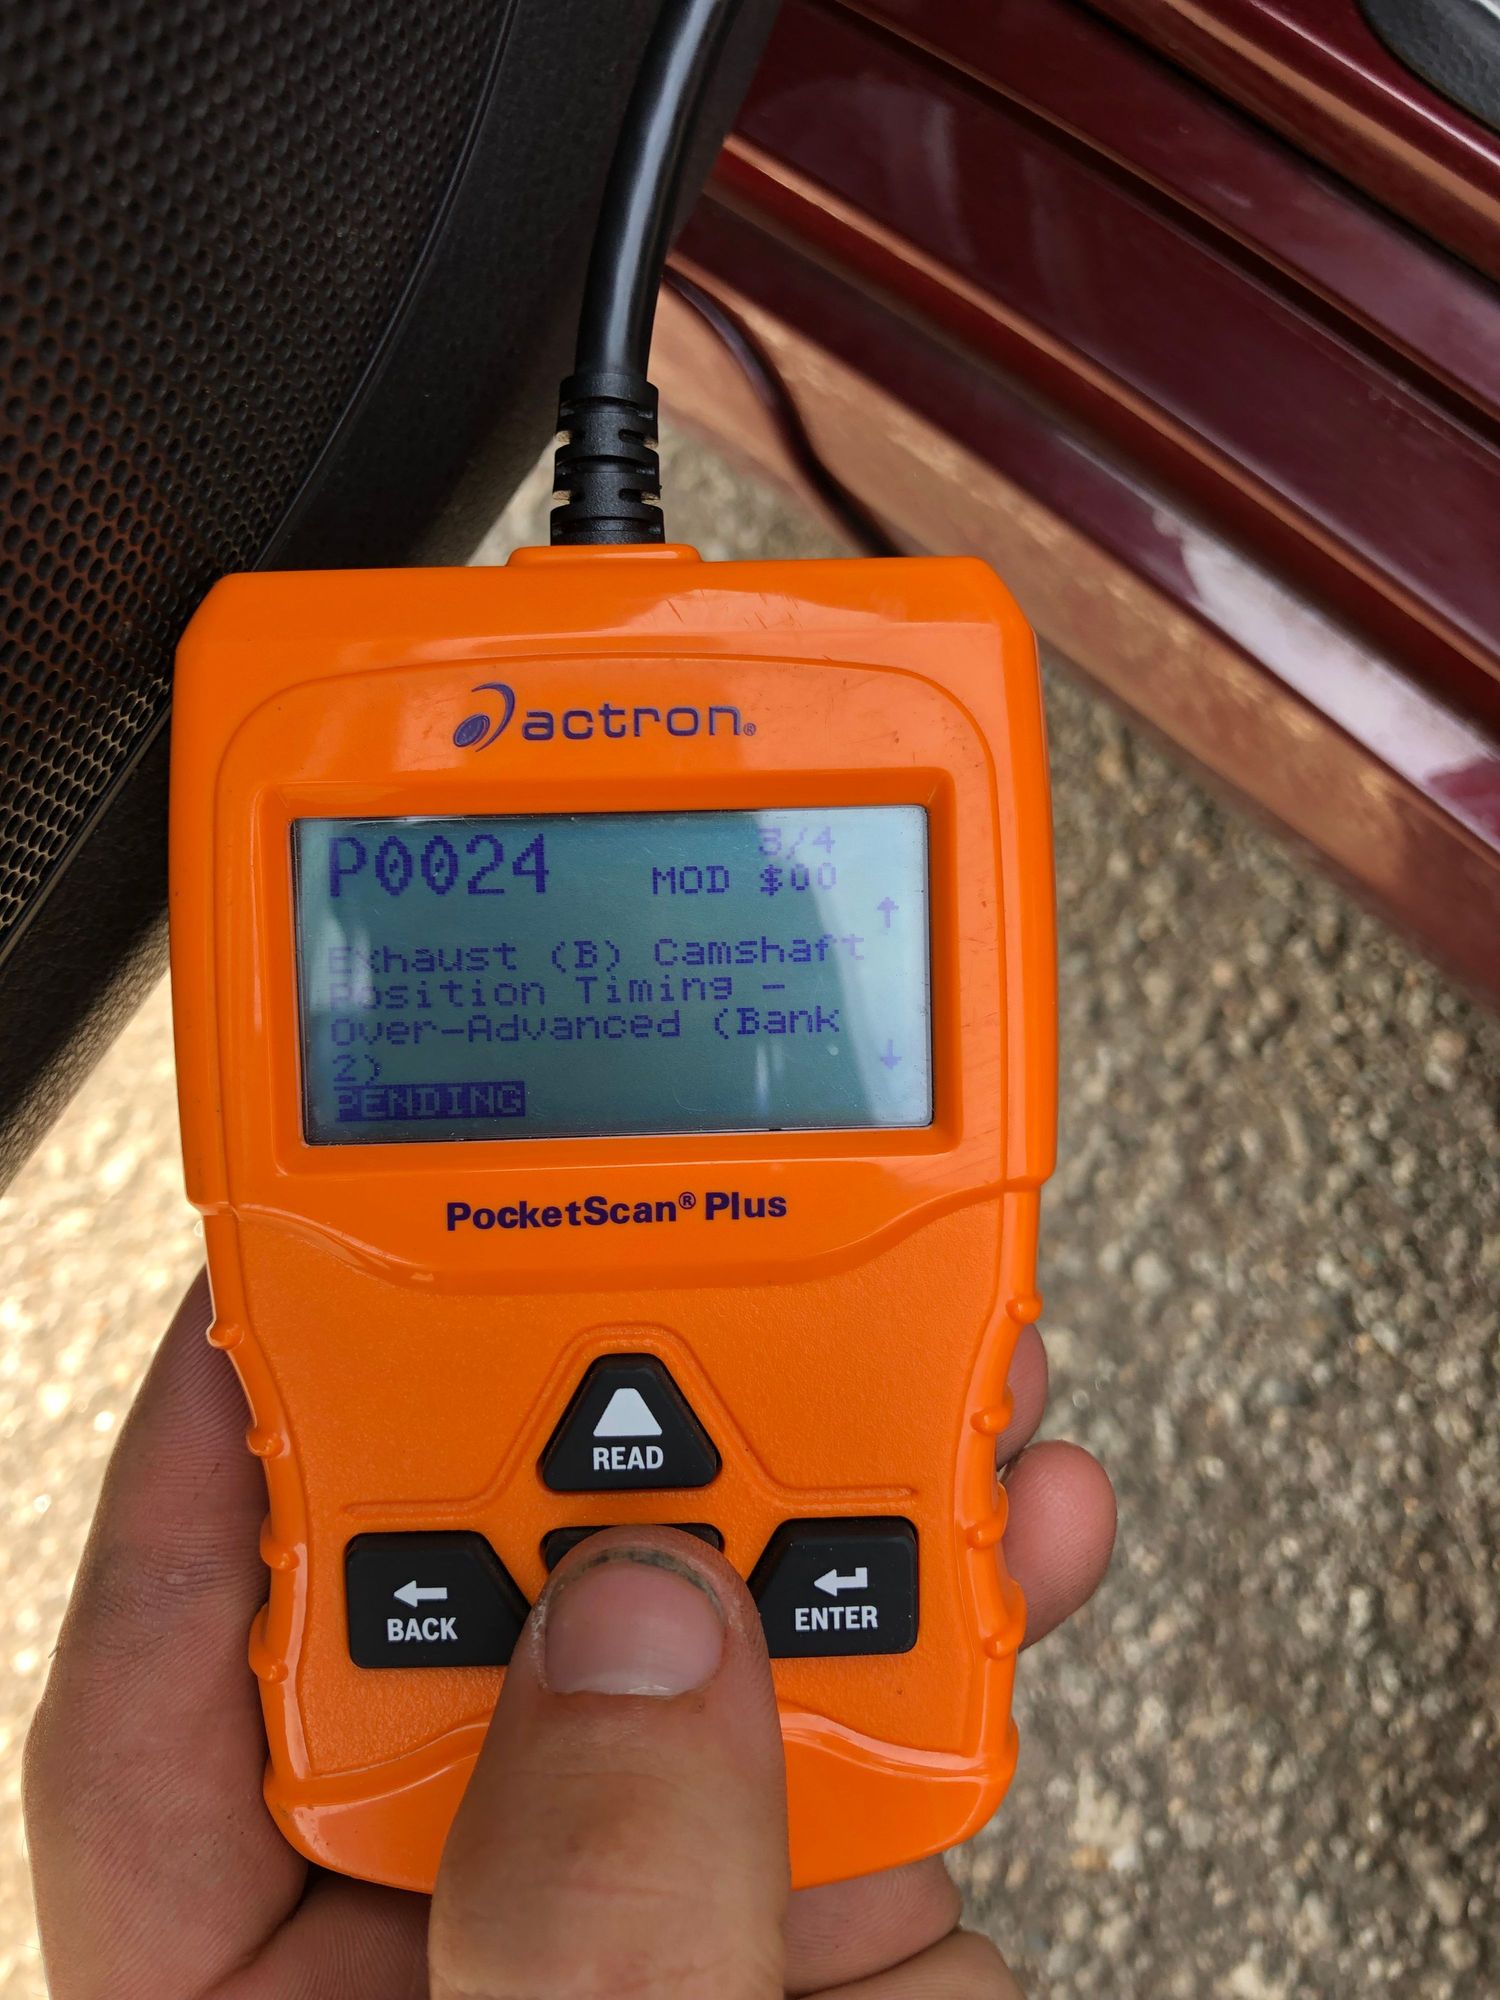 actron®
P0024 3/4
MOD $00
Exhaust (B) Camshaft
Position Timing -
Over-Advanced (Bank
2)
PENDING
PocketScan® Plus
READ
BACK
ENTER